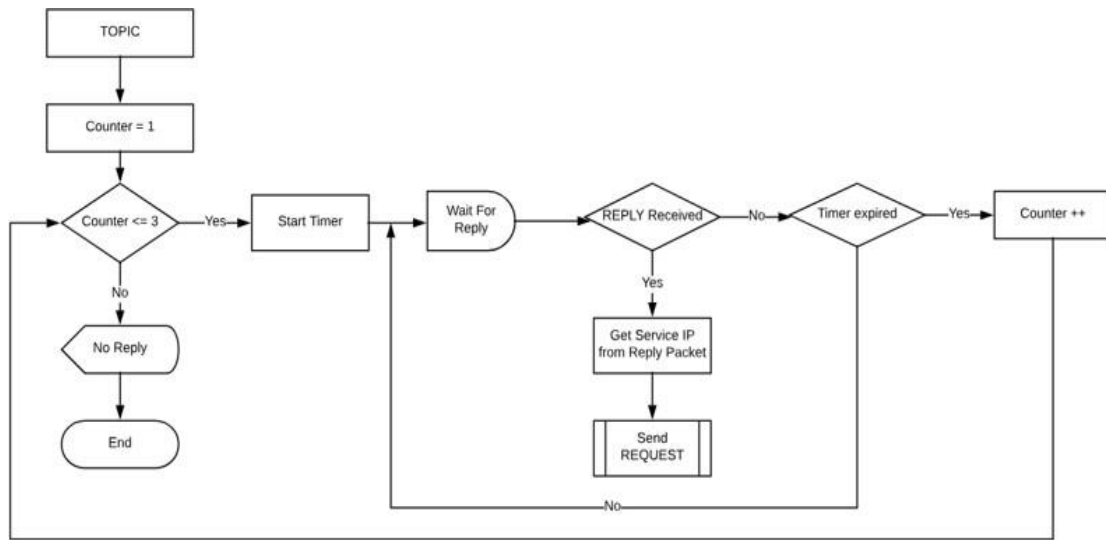 TOPIC
Counter = 1
Counter <= 3
Yes
Start Timer
Wait For
Reply
REPLY Received
No
Timer expired
Yes
Counter ++
No
Yes
No Reply
Get Service IP
from Reply Packet
End
Send
REQUEST
No